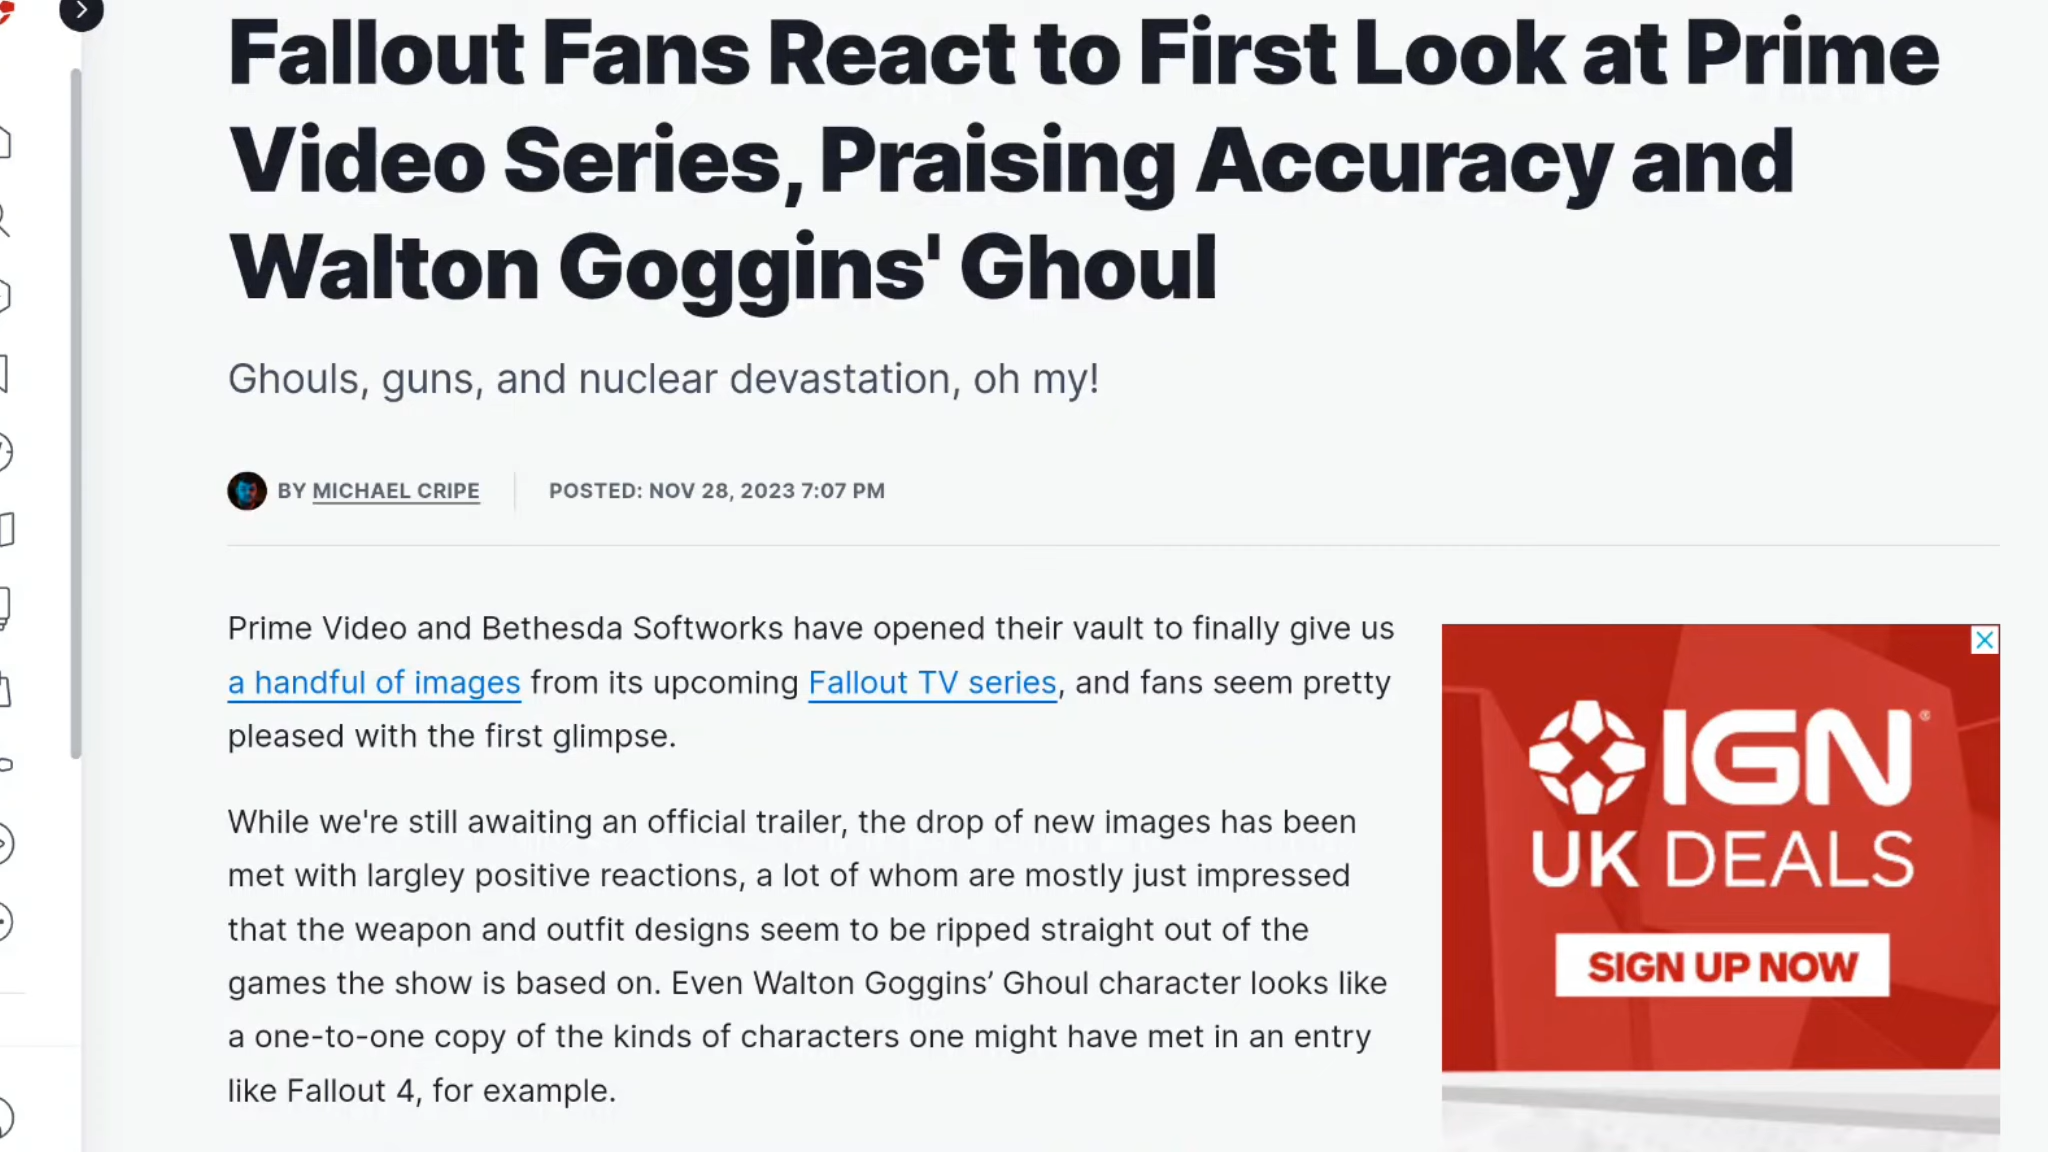 Fallout Fans React to First Look at Prime
Video Series, Praising Accuracy and
Walton Goggins' Ghoul
Ghouls, guns, and nuclear devastation, oh my!
BY MICHAEL CRIPE
POSTED: NOV 28, 2023 7:07 PM
Prime Video and Bethesda Softworks have opened their vault to finally give us
a handful of images from its upcoming Fallout TV series, and fans seem pretty
pleased with the first glimpse.
While we're still awaiting an official trailer, the drop of new images has been
met with largley positive reactions, a lot of whom are mostly just impressed
that the weapon and outfit designs seem to be ripped straight out of the
games the show is based on. Even Walton Goggins’ Ghoul character looks like
a one-to-one copy of the kinds of characters one might have met in an entry
like Fallout 4, for example.
IGN®
UK DEALS
SIGN UP NOW